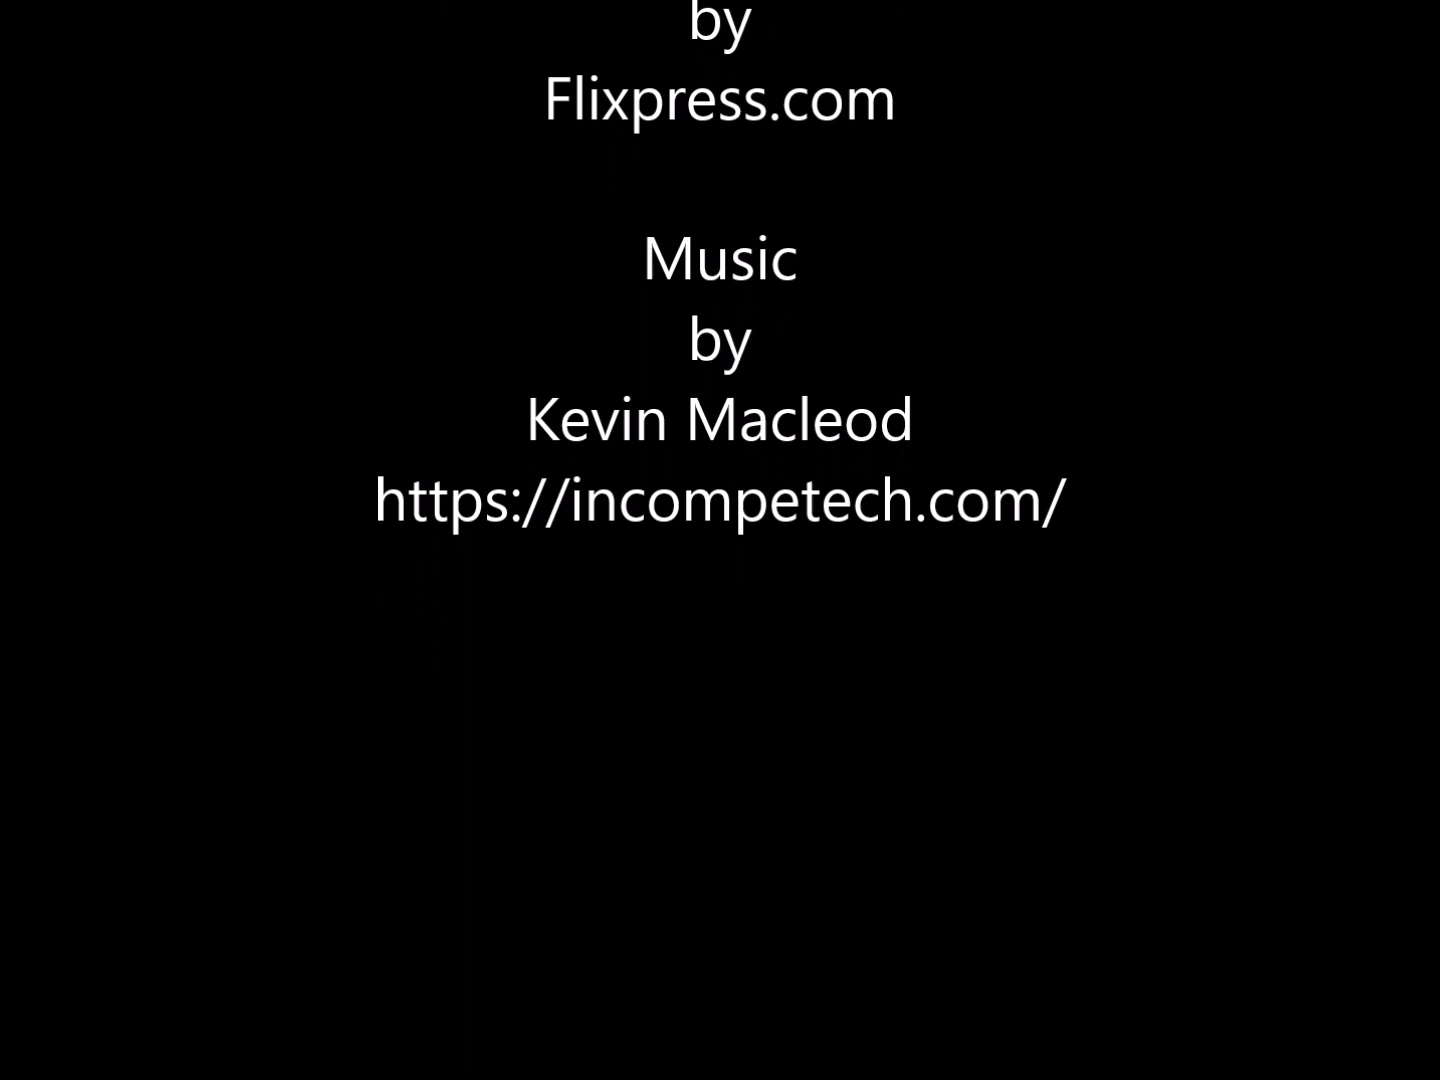 by
Flixpress.com
Music
by
Kevin Macleod
https://incompetech.com/